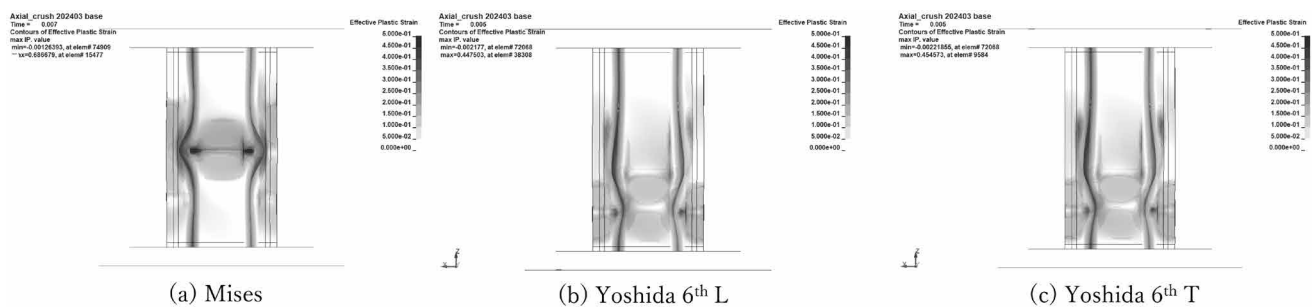 Axial_crush 202403 base
Time = 0.007
Contours of Effective Plastic Strain
max IP. value
min=-0.00126393, at elem# 74909
max=0.686679, at elem# 15477
Effective Plastic Strain
5.000e-01
4.500e-01
4.000e-01
3.500e-01
3.000e-01
2.500e-01
2.000e-01
1.500e-01
1.000e-01
5.000e-02
0.000e+00
(a) Mises
Axial_crush 202403 base
Time = 0.005
Contours of Effective Plastic Strain
max IP. value
min=-0.002177, at elem# 72068
max=0.447503, at elem# 38308
Effective Plastic Strain
5.000e-01
4.500e-01
4.000e-01
3.500e-01
3.000e-01
2.500e-01
2.000e-01
1.500e-01
1.000e-01
5.000e-02
0.000e+00
Z
X Y
(b) Yoshida 6th L
Axial_crush 202403 base
Time = 0.005
Contours of Effective Plastic Strain
max IP. value
min=-0.00221855, at elem# 72068
max=0.454573, at elem# 9584
Effective Plastic Strain
5.000e-01
4.500e-01
4.000e-01
3.500e-01
3.000e-01
2.500e-01
2.000e-01
1.500e-01
1.000e-01
5.000e-02
0.000e+00
Z
X Y
(c) Yoshida 6th T